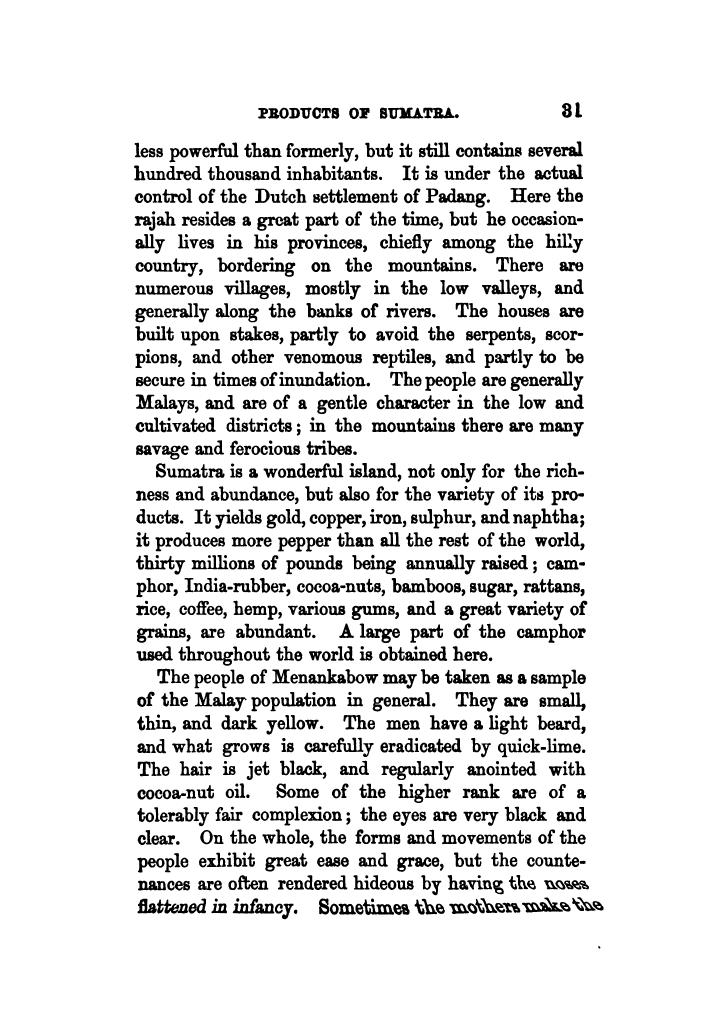 PRODUCTS OF SUMATRA. 31
less powerful than formerly, but it still contains several
hundred thousand inhabitants. It is under the actual
control of the Dutch settlement of Padang. Here the
rajah resides a great part of the time, but he occasion-
ally lives in his provinces, chiefly among the hilly
country, bordering on the mountains. There are
numerous villages, mostly in the low valleys, and
generally along the banks of rivers. The houses are
built upon stakes, partly to avoid the serpents, scor-
pions, and other venomous reptiles, and partly to be
secure in times of inundation. The people are generally
Malays, and are of a gentle character in the low and
cultivated districts; in the mountains there are many
savage and ferocious tribes.
Sumatra is a wonderful island, not only for the rich-
ness and abundance, but also for the variety of its pro-
ducts. It yields gold, copper, iron, sulphur, and naphtha;
it produces more pepper than all the rest of the world,
thirty millions of pounds being annually raised; cam-
phor, India-rubber, cocoa-nuts, bamboos, sugar, rattans,
rice, coffee, hemp, various gums, and a great variety of
grains, are abundant. A large part of the camphor
used throughout the world is obtained here.
The people of Menankabow may be taken as a sample
of the Malay population in general. They are small,
thin, and dark yellow. The men have a light beard,
and what grows is carefully eradicated by quick-lime.
The hair is jet black, and regularly anointed with
cocoa-nut oil. Some of the higher rank are of a
tolerably fair complexion; the eyes are very black and
clear. On the whole, the forms and movements of the
people exhibit great ease and grace, but the counte-
nances are often rendered hideous by having the noses
flattened in infancy. Sometimes the mothers make the